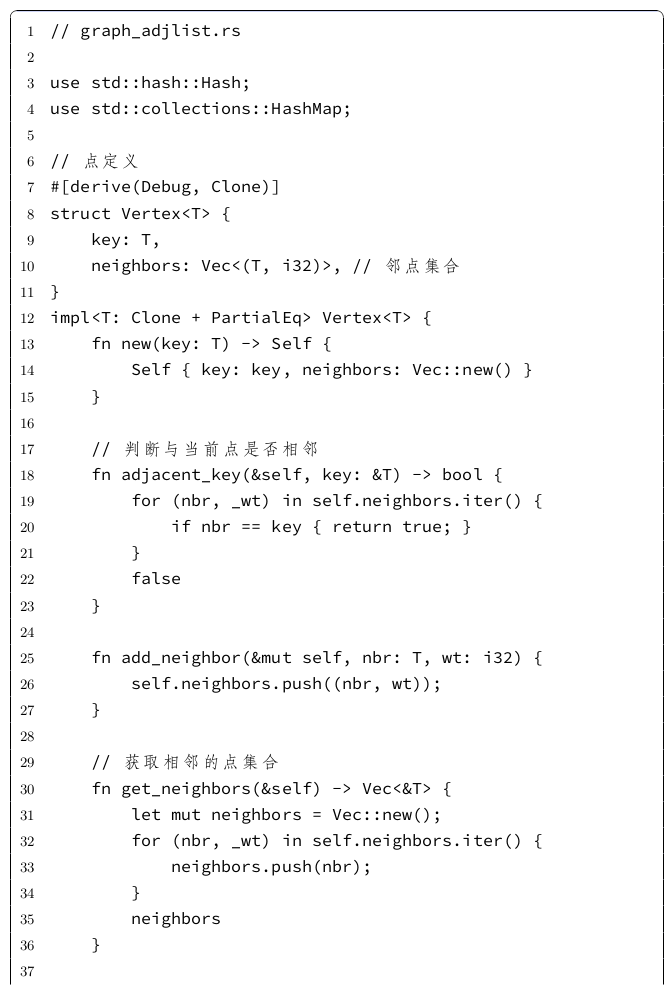 1 // graph_adjlist.rs
2
3 use std::hash::Hash;
4 use std::collections::HashMap;
5
6 // 点定义
7 #[derive(Debug, Clone)]
8 struct Vertex<T> {
9     key: T,
10     neighbors: Vec<(T, i32)>, // 邻点集合
11 }
12 impl<T: Clone + PartialEq> Vertex<T> {
13     fn new(key: T) -> Self {
14         Self { key: key, neighbors: Vec::new() }
15     }
16
17     // 判断与当前点是否相邻
18     fn adjacent_key(&self, key: &T) -> bool {
19         for (nbr, _wt) in self.neighbors.iter() {
20             if nbr == key { return true; }
21         }
22         false
23     }
24
25     fn add_neighbor(&mut self, nbr: T, wt: i32) {
26         self.neighbors.push((nbr, wt));
27     }
28
29     // 获取相邻的点集合
30     fn get_neighbors(&self) -> Vec<&T> {
31         let mut neighbors = Vec::new();
32         for (nbr, _wt) in self.neighbors.iter() {
33             neighbors.push(nbr);
34         }
35         neighbors
36     }
37